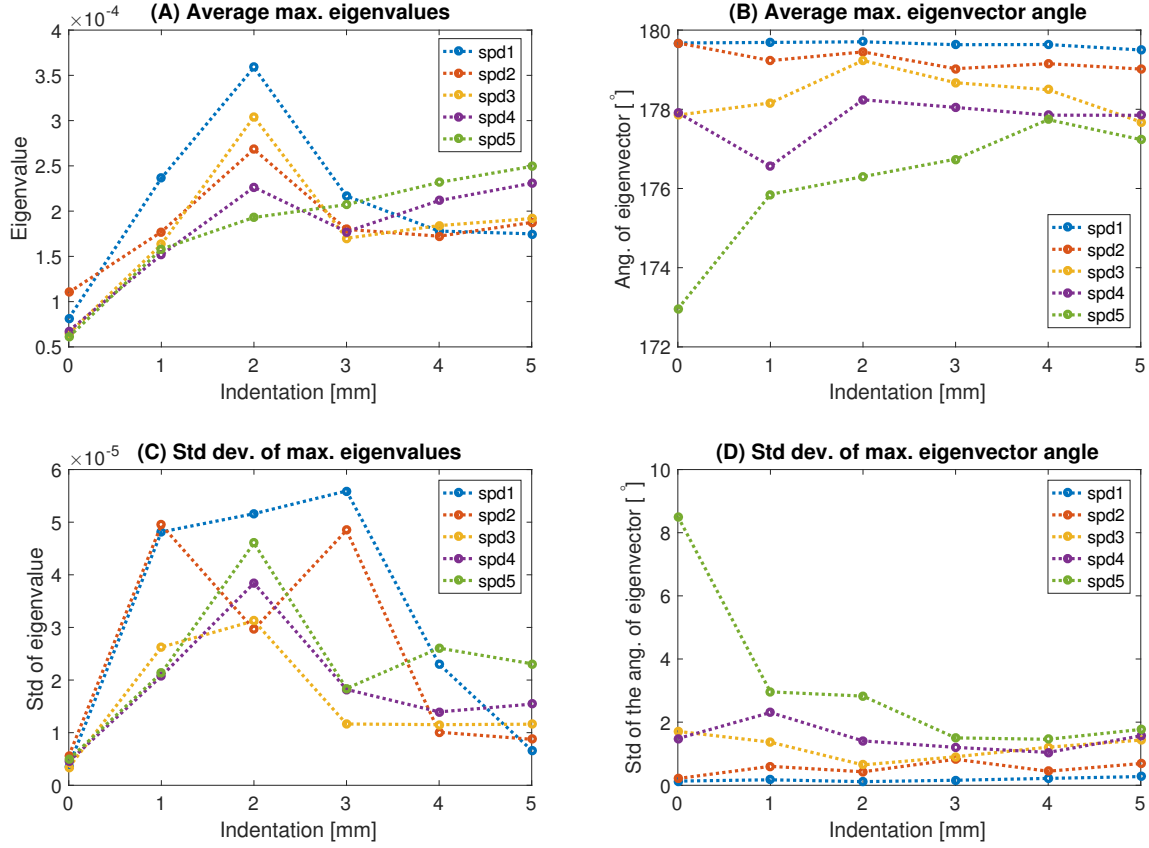 (A) Average max. eigenvalues
×10⁻⁴
4
3.5
3
2.5
2
1.5
1
0.5
0 1 2 3 4 5
Eigenvalue
Indentation [mm]
spd1
spd2
spd3
spd4
spd5
(B) Average max. eigenvector angle
180
178
176
174
172
0 1 2 3 4 5
Ang. of eigenvector [°]
Indentation [mm]
spd1
spd2
spd3
spd4
spd5
(C) Std dev. of max. eigenvalues
×10⁻⁵
6
5
4
3
2
1
0
0 1 2 3 4 5
Std of eigenvalue
Indentation [mm]
spd1
spd2
spd3
spd4
spd5
(D) Std dev. of max. eigenvector angle
10
8
6
4
2
0
0 1 2 3 4 5
Std of the ang. of eigenvector [°]
Indentation [mm]
spd1
spd2
spd3
spd4
spd5